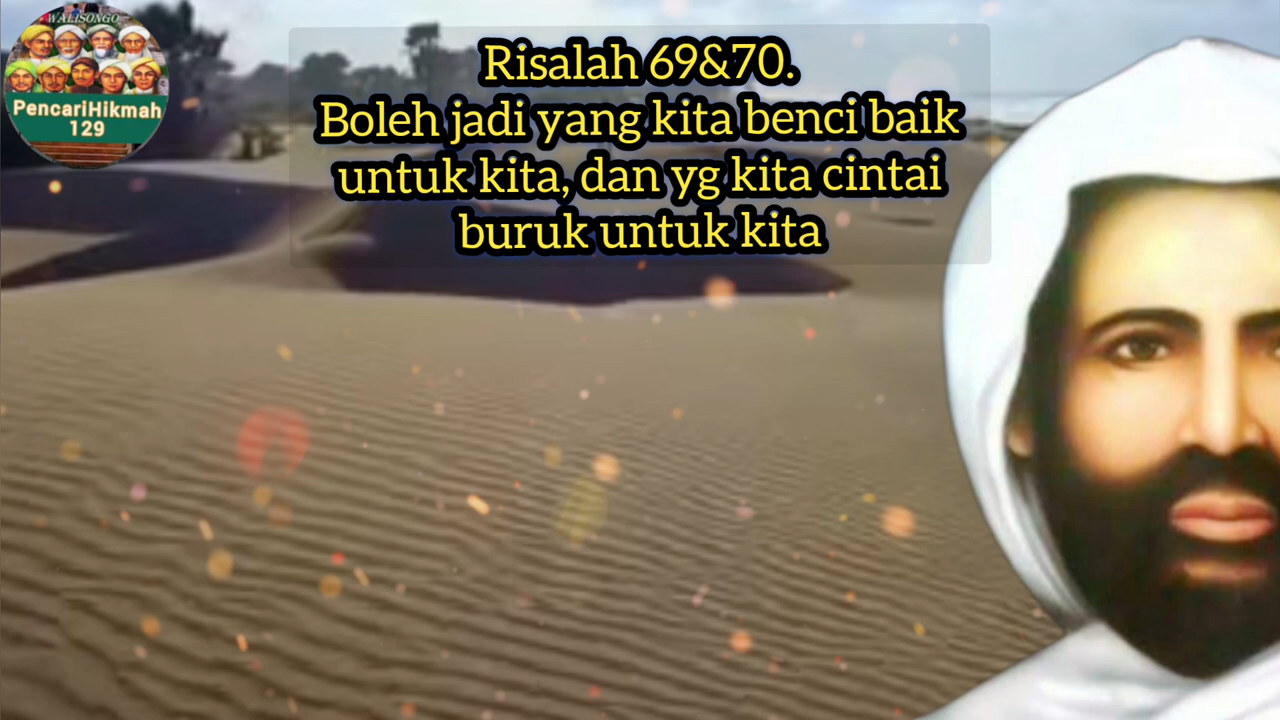 WALISONGO
PencariHikmah
129
Risalah 69&70.
Boleh jadi yang kita benci baik
untuk kita, dan yg kita cintai
buruk untuk kita